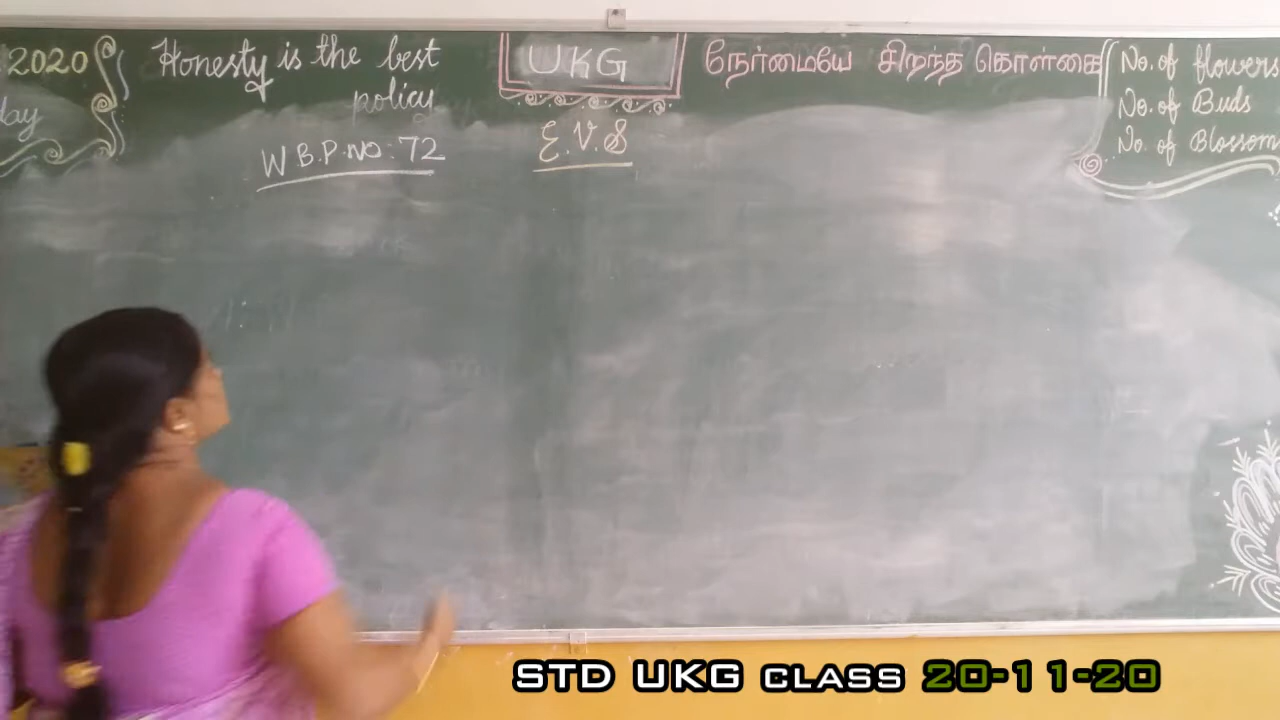 2020
day
Honesty is the best
policy
UKG
நேர்மையே சிறந்த கொள்கை
No. of flowers
No. of Buds
No. of Blossom
W B.P.NO: 72
E.V.S
STD UKG CLASS 20-11-20